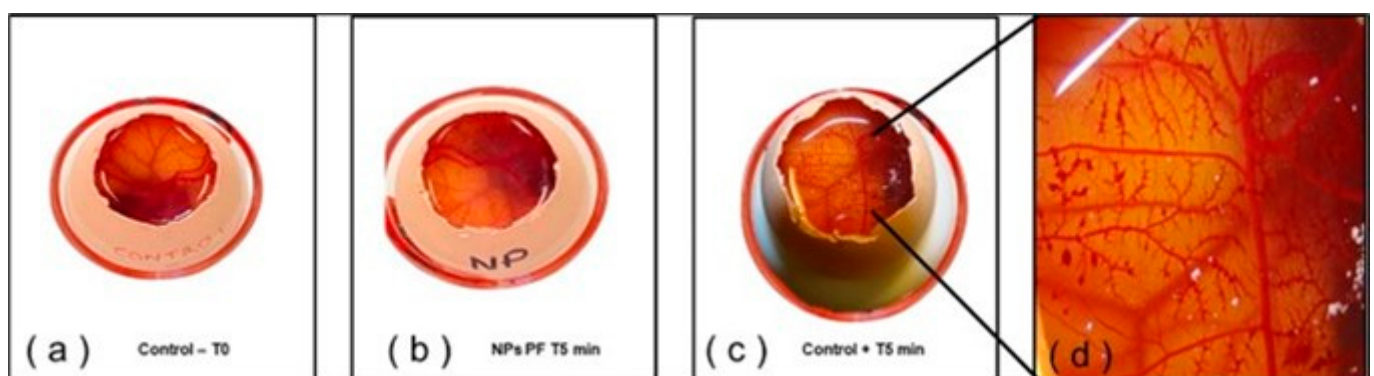 CONTROL
NP
( a ) Control – T0
( b ) NPs PF T5 min
( c ) Control + T5 min
( d )